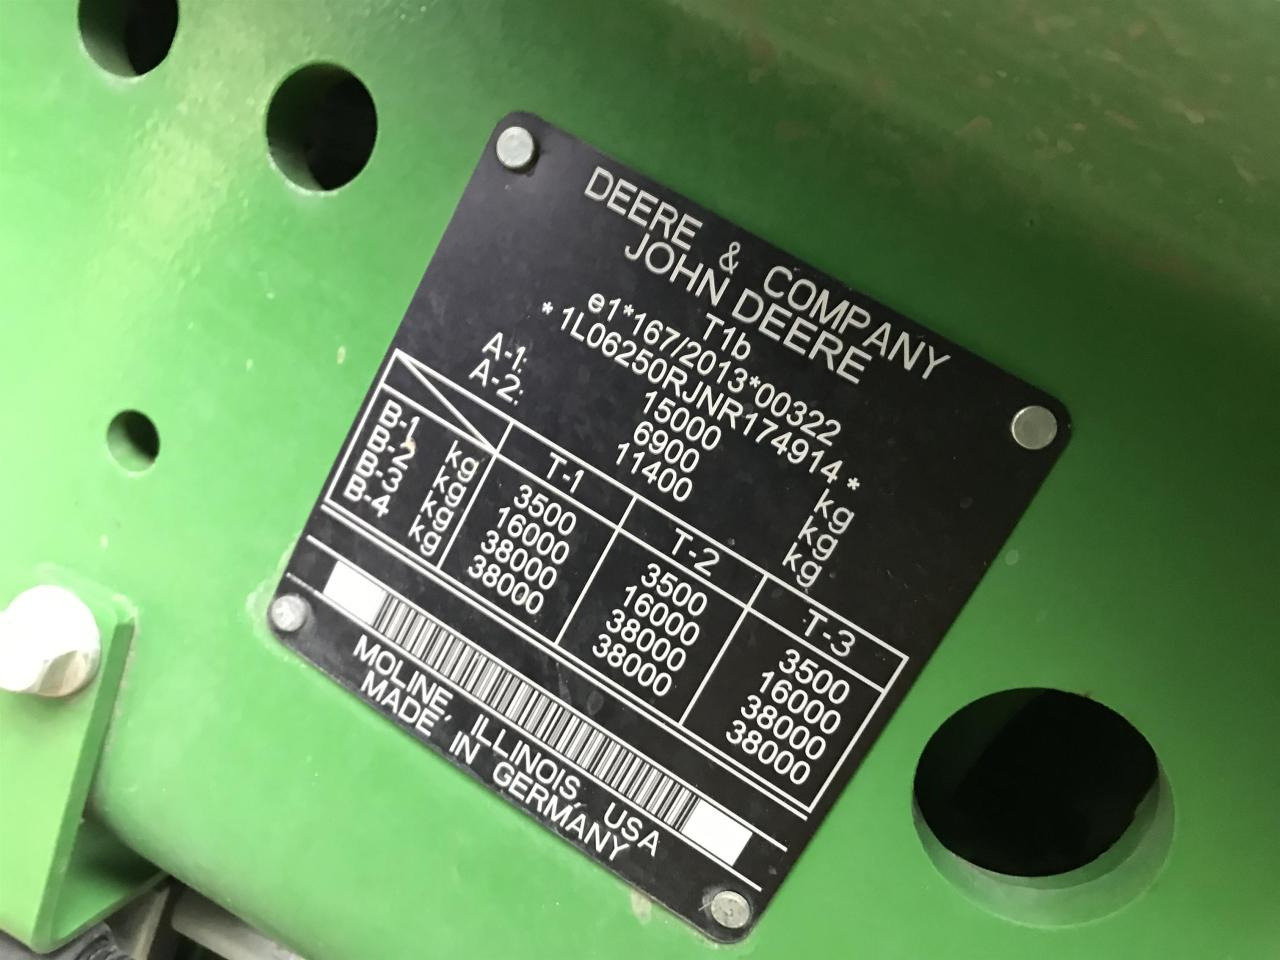 DEERE & COMPANY
JOHN DEERE
T1b
e1*167/2013*00322
* 1L06250RJNR174914 *
15000 kg
A-1: 6900 kg
A-2: 11400 kg
T-1 T-2 T-3
B-1 kg 3500 3500 3500
B-2 kg 16000 16000 16000
B-3 kg 38000 38000 38000
B-4 kg 38000 38000 38000
MOLINE, ILLINOIS, USA
MADE IN GERMANY